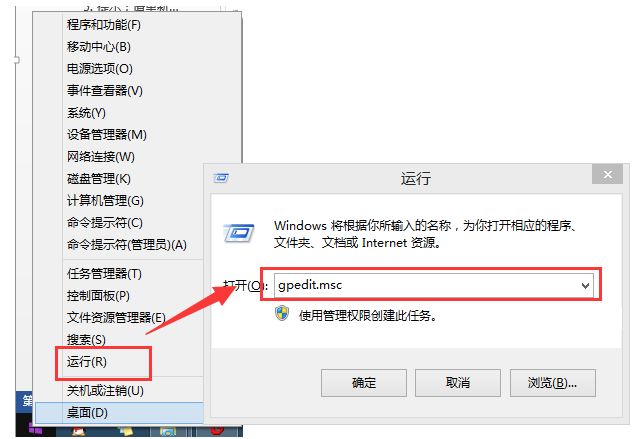 程序和功能(F)
移动中心(B)
电源选项(O)
事件查看器(V)
系统(Y)
设备管理器(M)
网络连接(W)
磁盘管理(K)
计算机管理(G)
命令提示符(C)
命令提示符(管理员)(A)
任务管理器(T)
控制面板(P)
文件资源管理器(E)
搜索(S)
运行(R)
关机或注销(U)
桌面(D)
第
运行
Windows 将根据你所输入的名称，为你打开相应的程序、
文件夹、文档或 Internet 资源。
打开(O):
gpedit.msc
使用管理权限创建此任务。
确定
取消
浏览(B)...